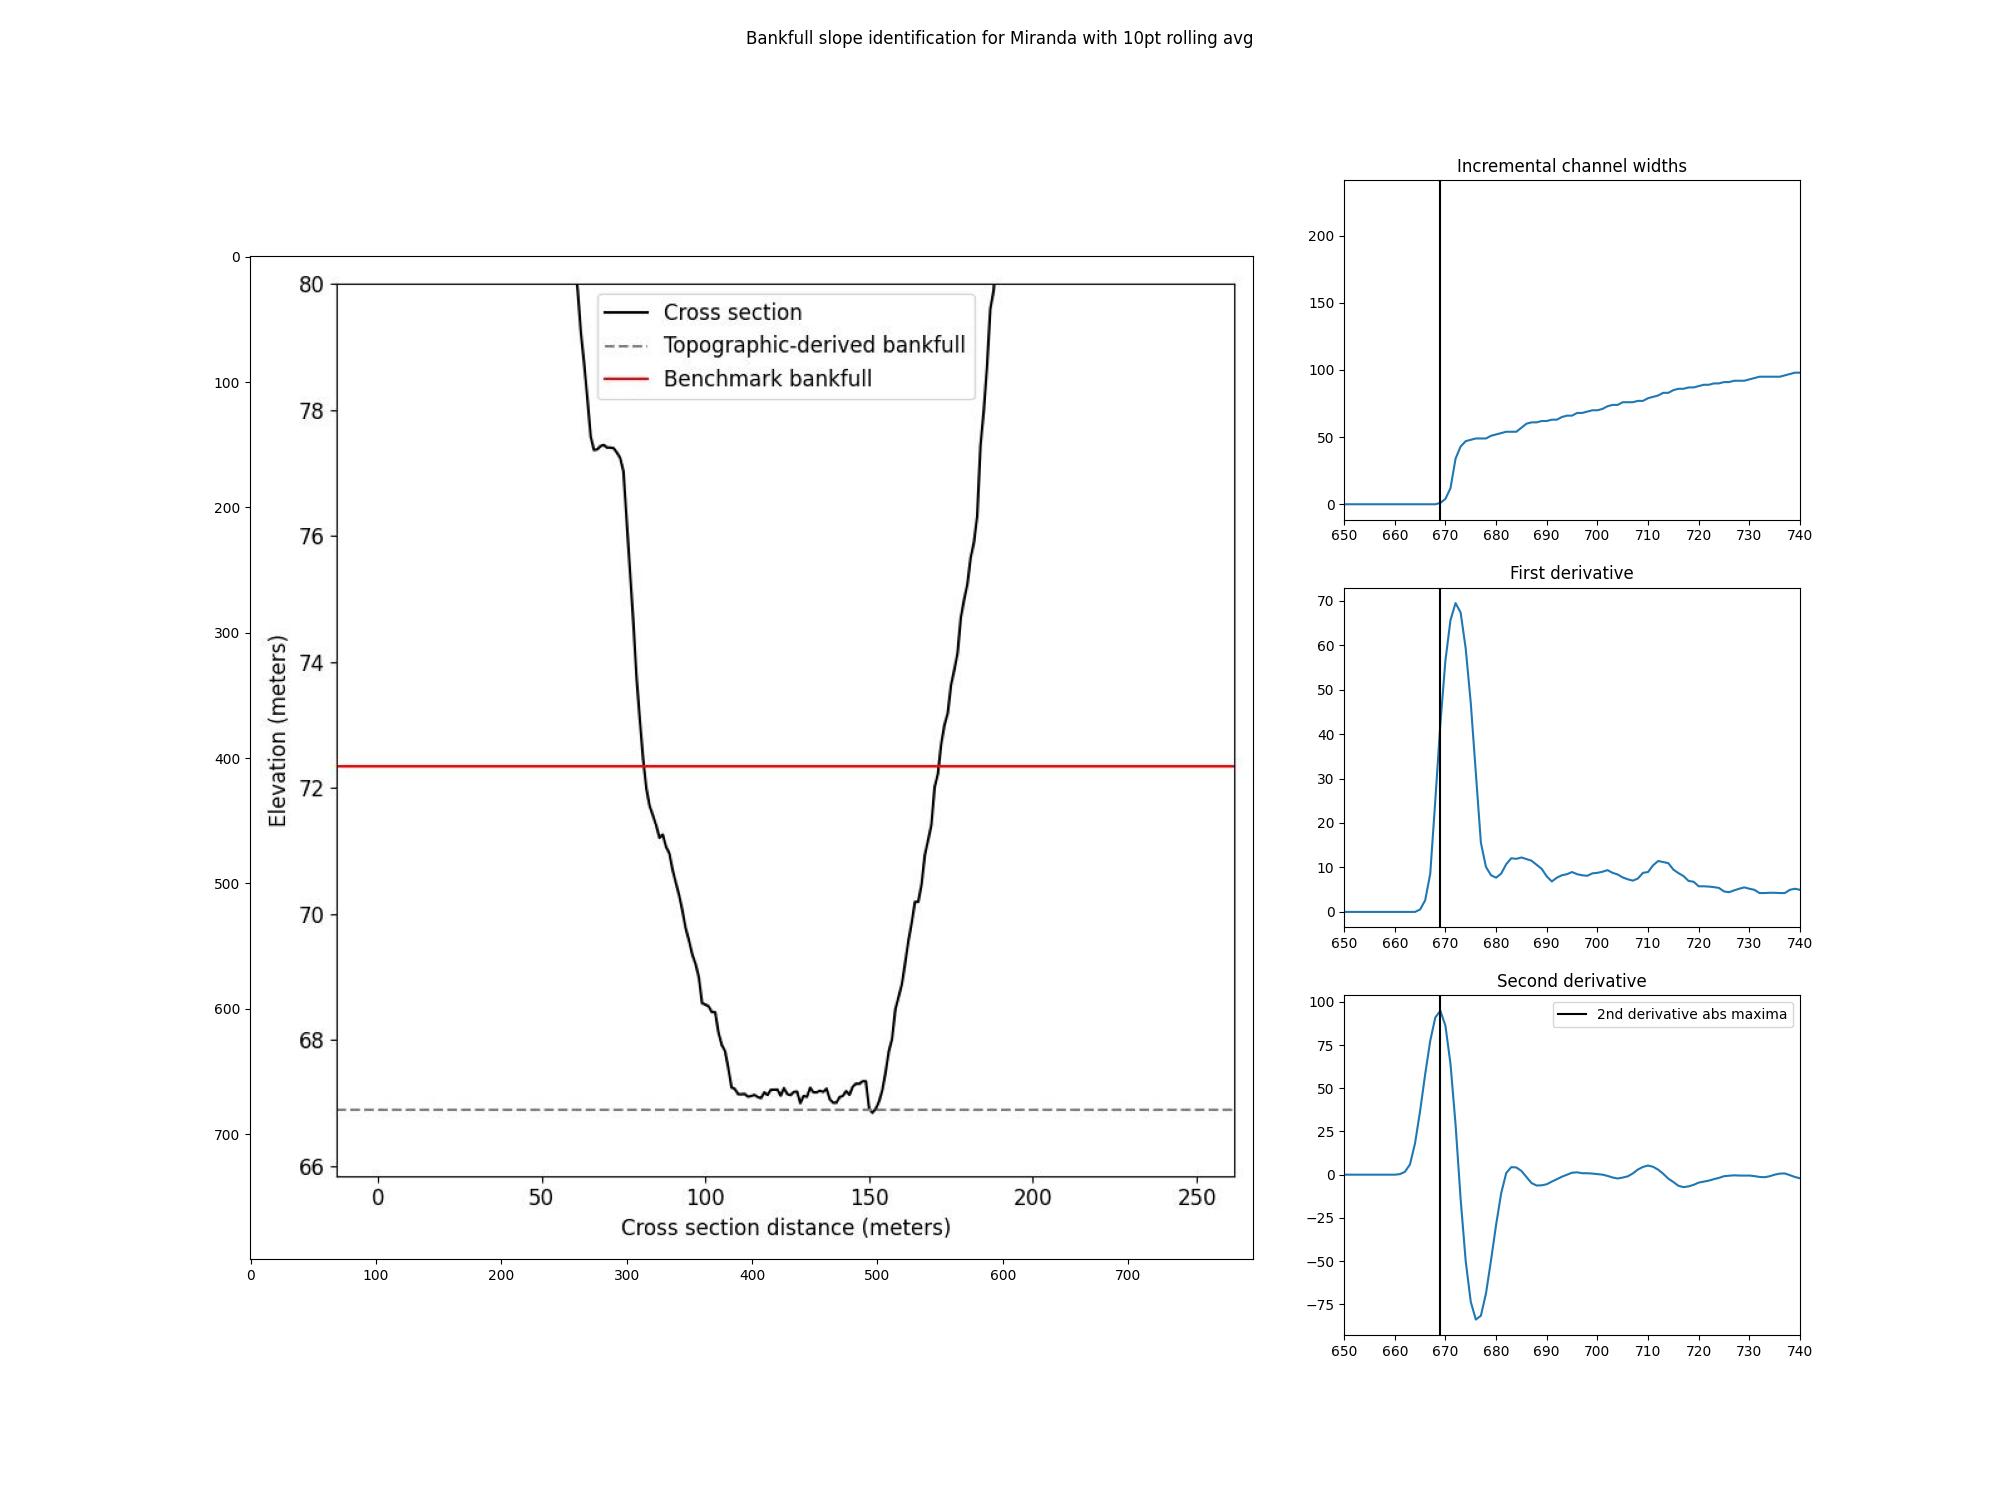 Bankfull slope identification for Miranda with 10pt rolling avg
0
100
200
300
400
500
600
700
80
78
76
74
72
70
68
66
Elevation (meters)
Cross section
Topographic-derived bankfull
Benchmark bankfull
0 50 100 150 200 250
Cross section distance (meters)
0 100 200 300 400 500 600 700
Incremental channel widths
200
150
100
50
0
650 660 670 680 690 700 710 720 730 740
First derivative
70
60
50
40
30
20
10
0
650 660 670 680 690 700 710 720 730 740
Second derivative
100
75
50
25
0
−25
−50
−75
2nd derivative abs maxima
650 660 670 680 690 700 710 720 730 740